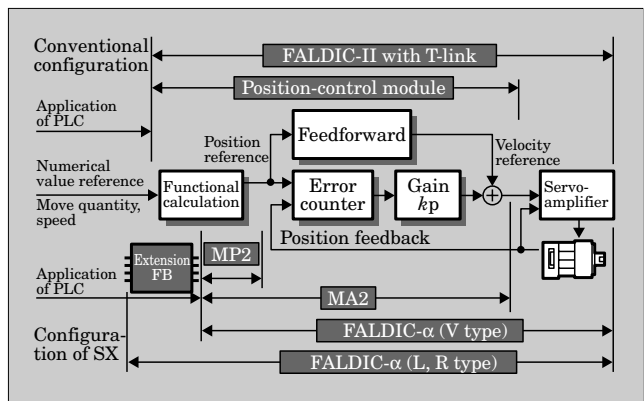 Conventional
configuration
FALDIC-II with T-link
Position-control module
Application
of PLC
Position
reference
Feedforward
Velocity
reference
Numerical
value reference
Move quantity,
speed
Functional
calculation
Error
counter
Gain
kp
Servo-
amplifier
Position feedback
Extension
FB
MP2
Application
of PLC
MA2
Configura-
tion of SX
FALDIC-α (V type)
FALDIC-α (L, R type)